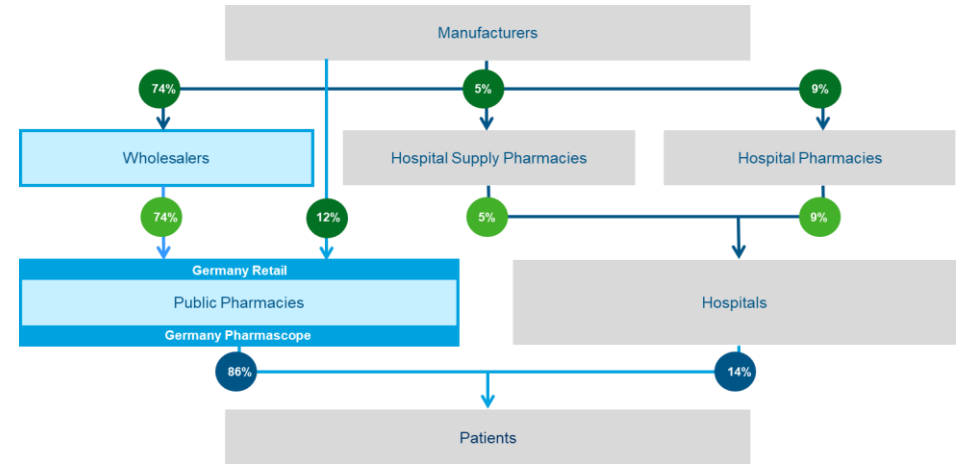 Manufacturers
74%
5%
9%
Wholesalers
Hospital Supply Pharmacies
Hospital Pharmacies
74%
12%
5%
9%
Germany Retail
Public Pharmacies
Germany Pharmascope
Hospitals
86%
14%
Patients